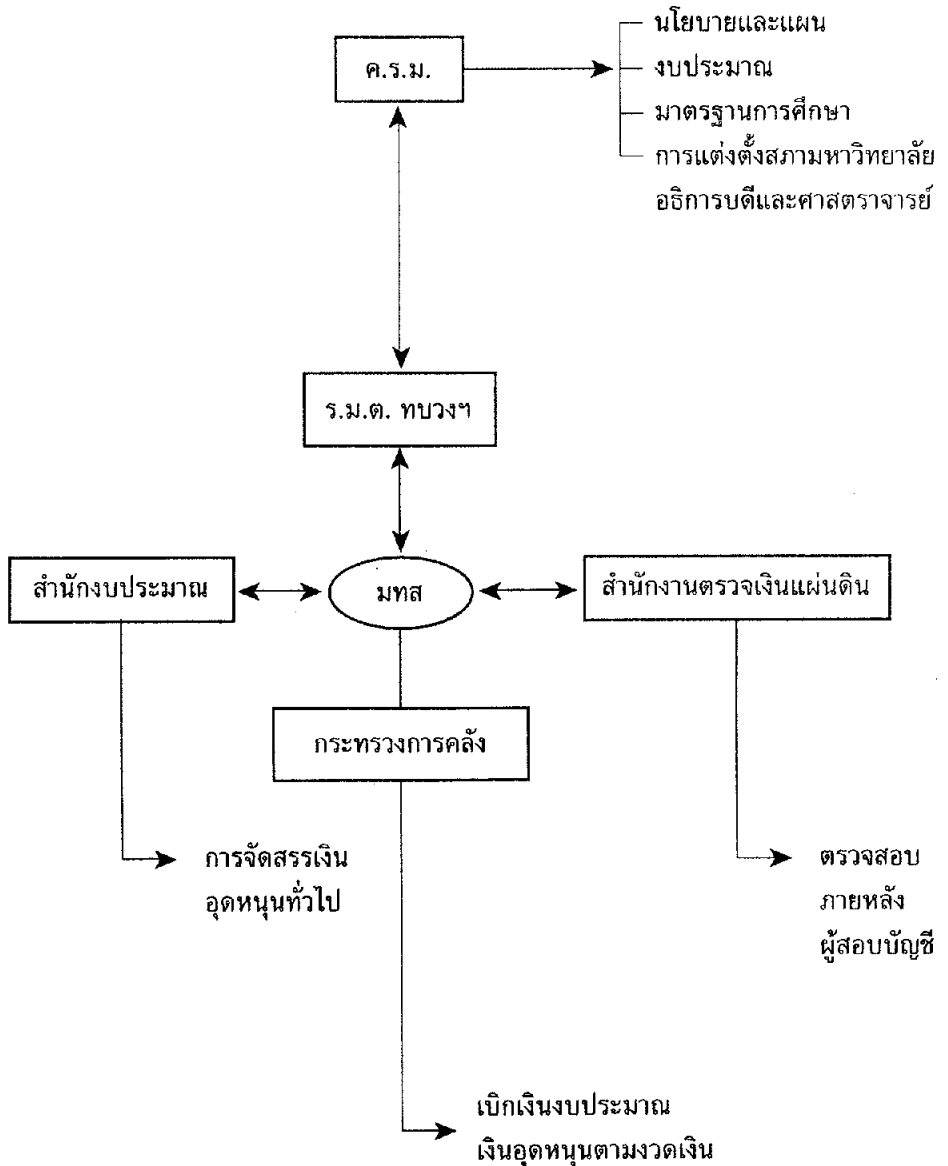 นโยบายและแผน
ค.ร.ม.
งบประมาณ
มาตรฐานการศึกษา
การแต่งตั้งสภามหาวิทยาลัย
อธิการบดีและศาสตราจารย์
ร.ม.ต. ทบวงฯ
สำนักงบประมาณ
มทส
สำนักงานตรวจเงินแผ่นดิน
กระทรวงการคลัง
การจัดสรรเงิน
อุดหนุนทั่วไป
ตรวจสอบ
ภายหลัง
ผู้สอบบัญชี
เบิกเงินงบประมาณ
เงินอุดหนุนตามงวดเงิน